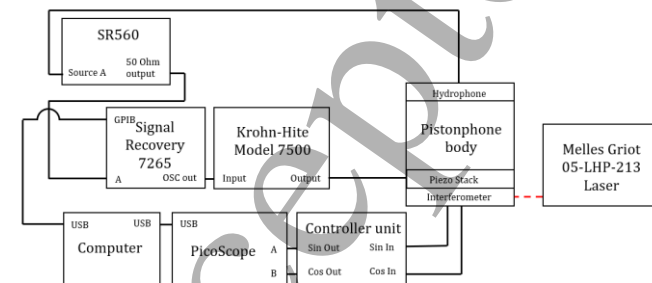 SR560
Source A
50 Ohm
output
Hydrophone
GPIB
Signal
Recovery
7265
A
OSC out
Krohn-Hite
Model 7500
Input
Output
Pistonphone
body
Piezo Stack
Interferometer
Melles Griot
05-LHP-213
Laser
USB
USB
Computer
USB
PicoScope
A
B
Controller unit
Sin Out
Sin In
Cos Out
Cos In